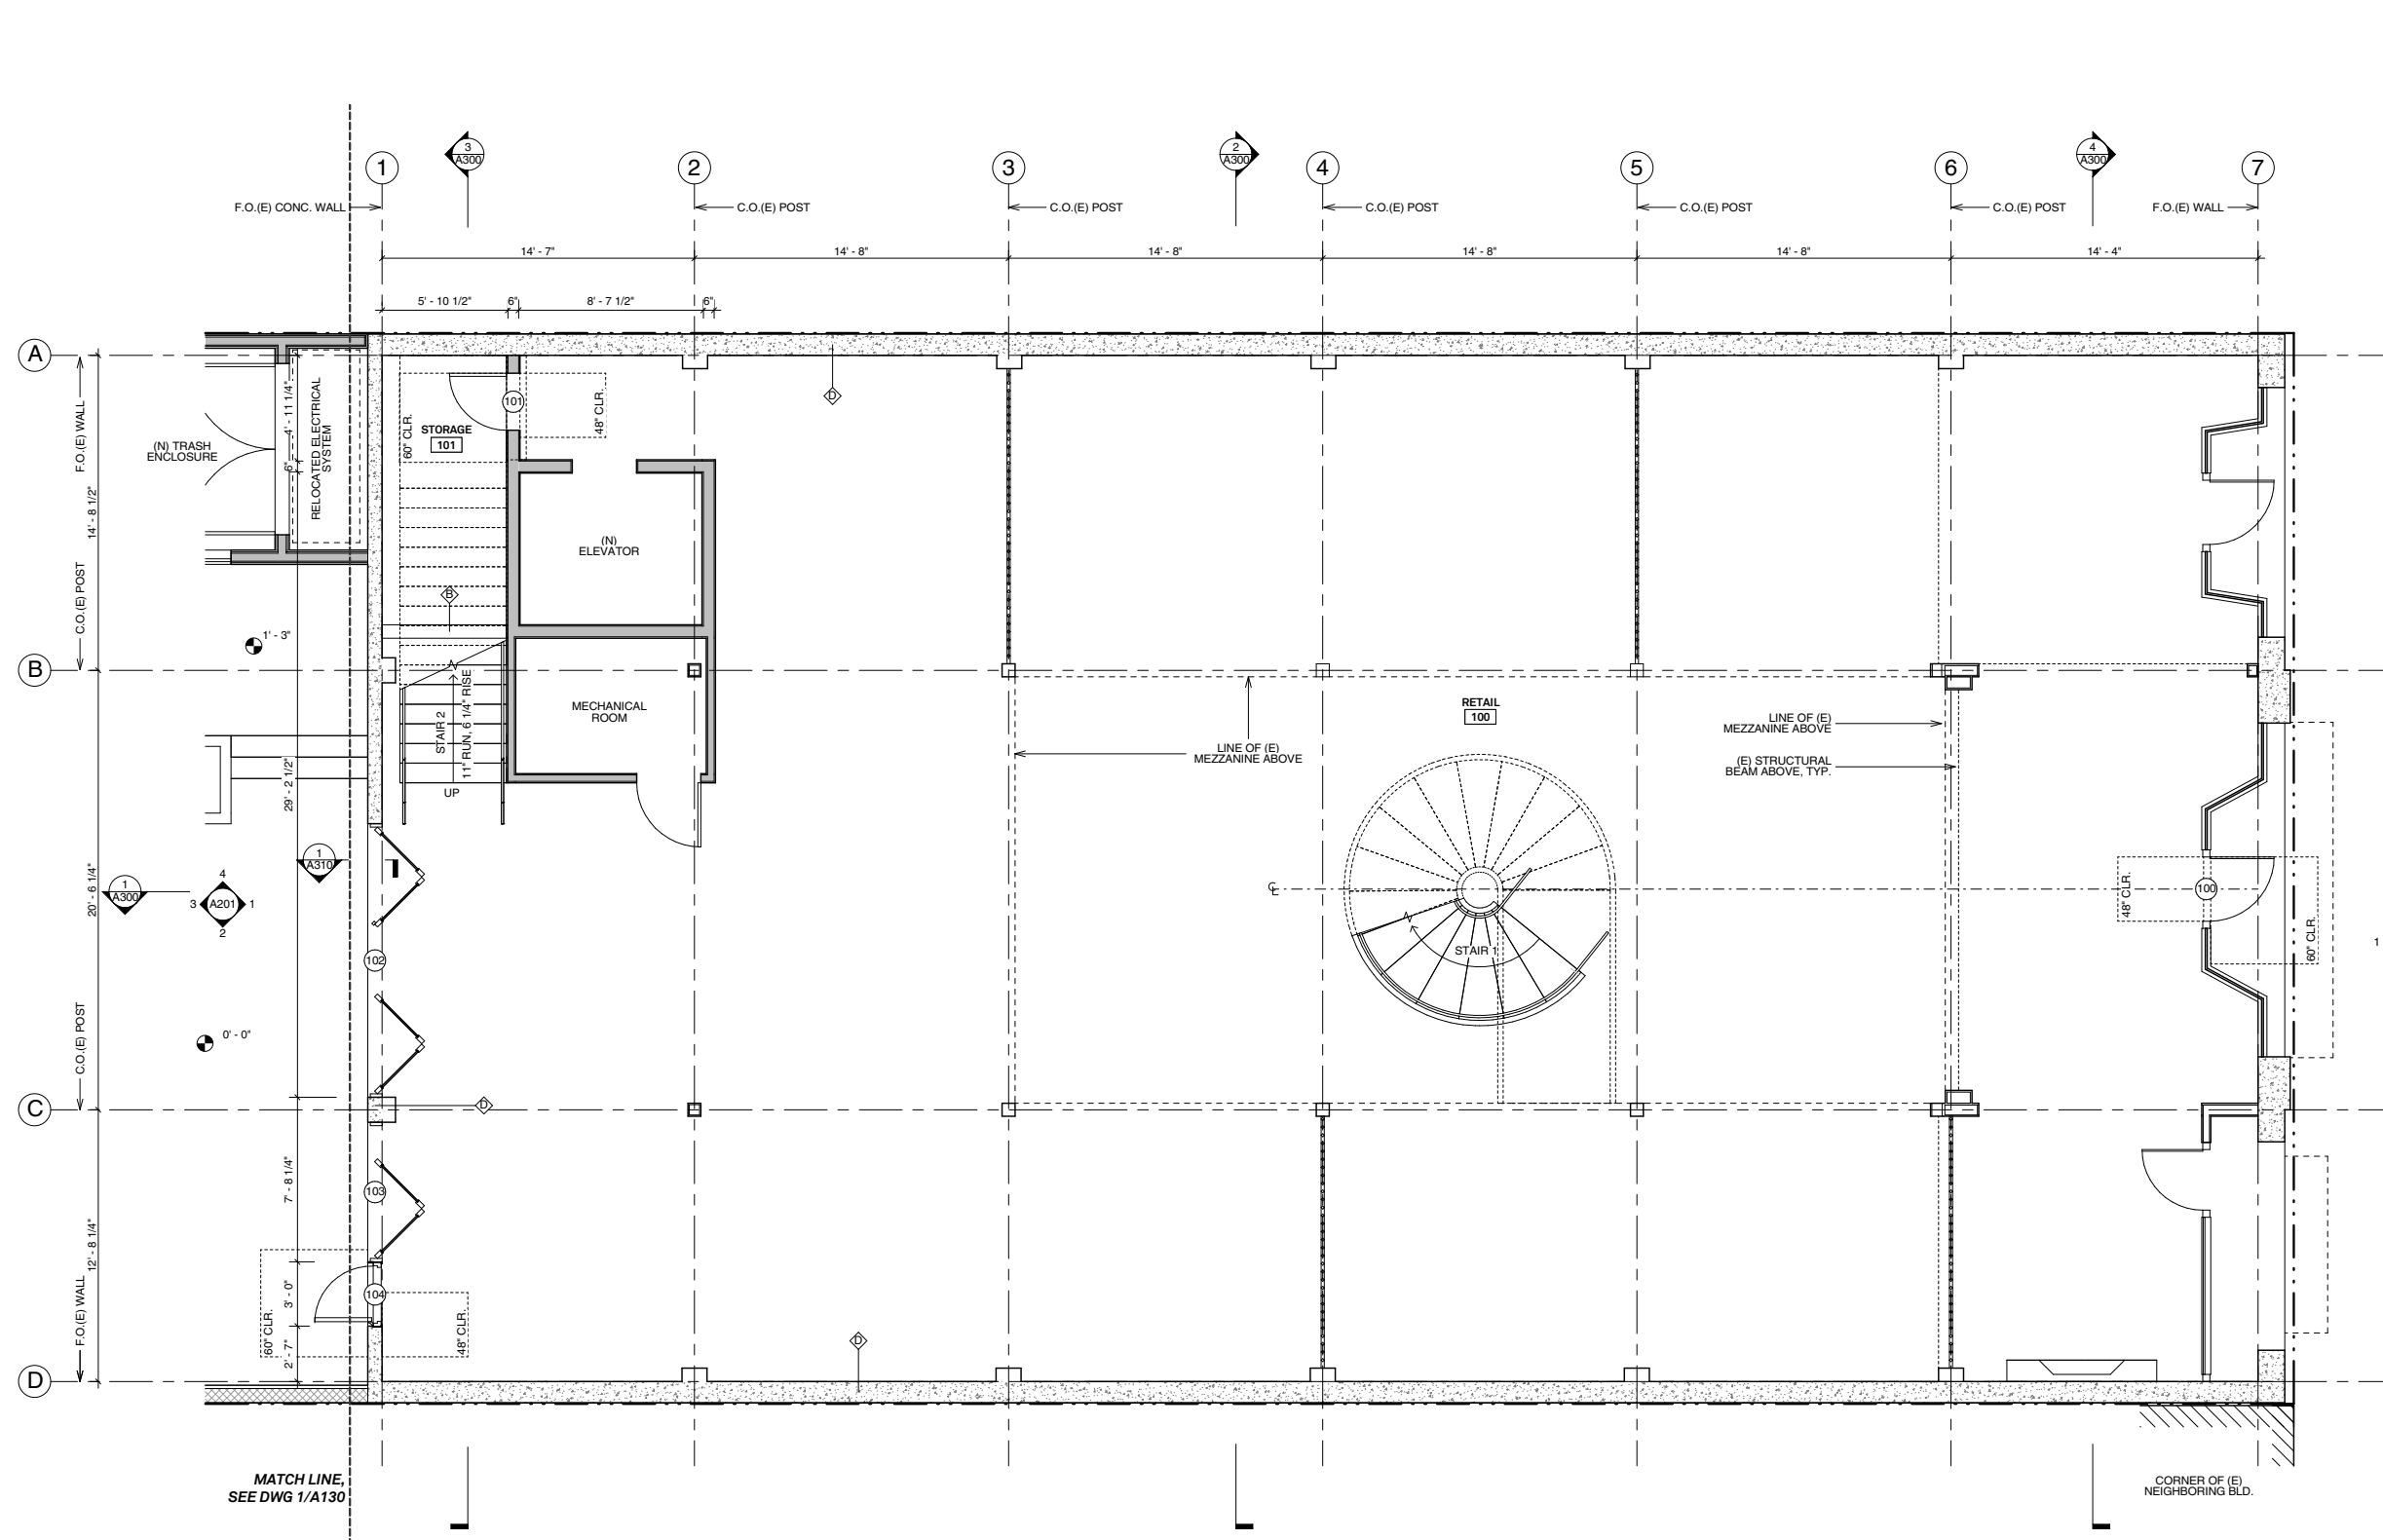 3
A300
2
A300
4
A300
1
2
3
4
5
6
7
F.O.(E) CONC. WALL
C.O.(E) POST
C.O.(E) POST
C.O.(E) POST
C.O.(E) POST
C.O.(E) POST
F.O.(E) WALL
14' - 7"
14' - 8"
14' - 8"
14' - 8"
14' - 8"
14' - 4"
5' - 10 1/2"
6"
8' - 7 1/2"
6"
A
B
C
D
F.O.(E) WALL
14' - 8 1/2"
C.O.(E) POST
(N) TRASH
ENCLOSURE
4' - 11 1/4"
6"
RELOCATED ELECTRICAL
SYSTEM
60" CLR.
STORAGE
101
101
48" CLR.
D
(N)
ELEVATOR
B
1' - 3"
MECHANICAL
ROOM
STAIR 2
11" RUN, 6 1/4" RISE
UP
RETAIL
100
LINE OF (E)
MEZZANINE ABOVE
LINE OF (E)
MEZZANINE ABOVE
(E) STRUCTURAL
BEAM ABOVE, TYP.
29' - 2 1/2"
1
A310
1
A300
4
3
A201
1
2
20' - 6 1/4"
℄
48" CLR.
100
60" CLR.
1
STAIR 1
102
0' - 0"
C.O.(E) POST
D
7' - 8 1/4"
103
12' - 8 1/4"
F.O.(E) WALL
3' - 0"
104
60" CLR.
48" CLR.
2' - 7"
D
MATCH LINE,
SEE DWG 1/A130
CORNER OF (E)
NEIGHBORING BLD.